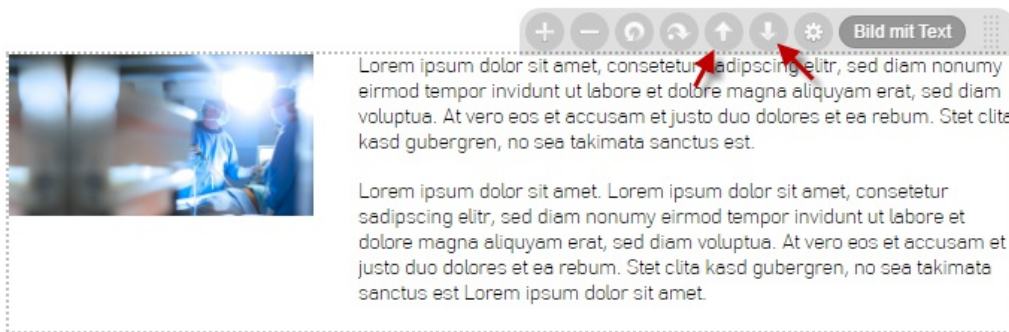 Bild mit Text
Lorem ipsum dolor sit amet, consetetur sadipscing elitr, sed diam nonumy
eirmod tempor invidunt ut labore et dolore magna aliquyam erat, sed diam
voluptua. At vero eos et accusam et justo duo dolores et ea rebum. Stet clita
kasd gubergren, no sea takimata sanctus est.
Lorem ipsum dolor sit amet. Lorem ipsum dolor sit amet, consetetur
sadipscing elitr, sed diam nonumy eirmod tempor invidunt ut labore et
dolore magna aliquyam erat, sed diam voluptua. At vero eos et accusam et
justo duo dolores et ea rebum. Stet clita kasd gubergren, no sea takimata
sanctus est Lorem ipsum dolor sit amet.